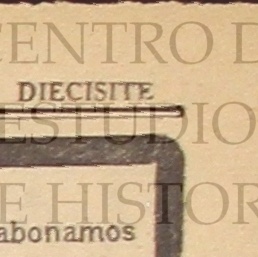 CENTRO D
DIECISITE
ESTUDIO
E HISTOR
abonamos